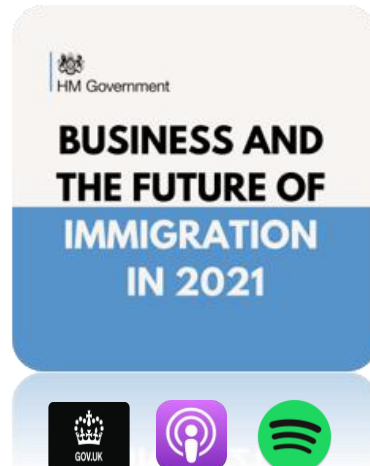 HM Government
BUSINESS AND
THE FUTURE OF
IMMIGRATION
IN 2021
GOV.UK